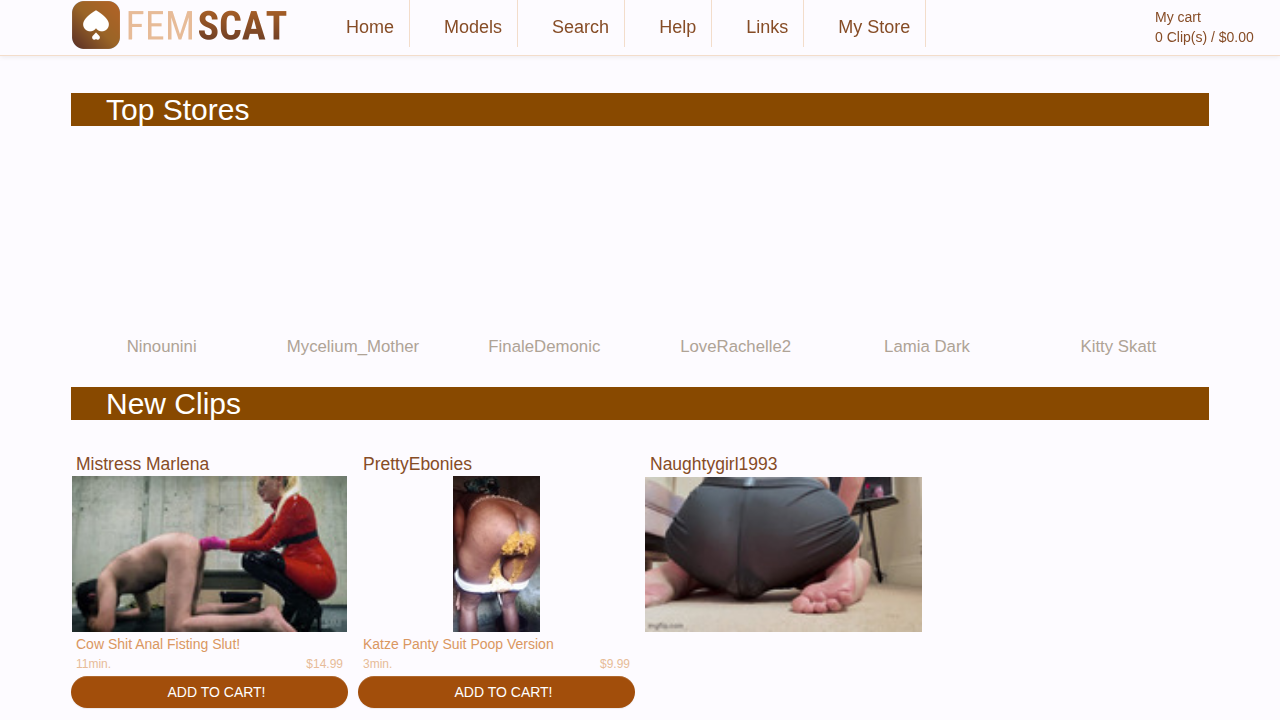 FEMSCAT
Home
Models
Search
Help
Links
My Store
My cart
0 Clip(s) / $0.00
Top Stores
Ninounini
Mycelium_Mother
FinaleDemonic
LoveRachelle2
Lamia Dark
Kitty Skatt
New Clips
Mistress Marlena
PrettyEbonies
Naughtygirl1993
imgflip.com
Cow Shit Anal Fisting Slut!
Katze Panty Suit Poop Version
11min.
$14.99
3min.
$9.99
ADD TO CART!
ADD TO CART!